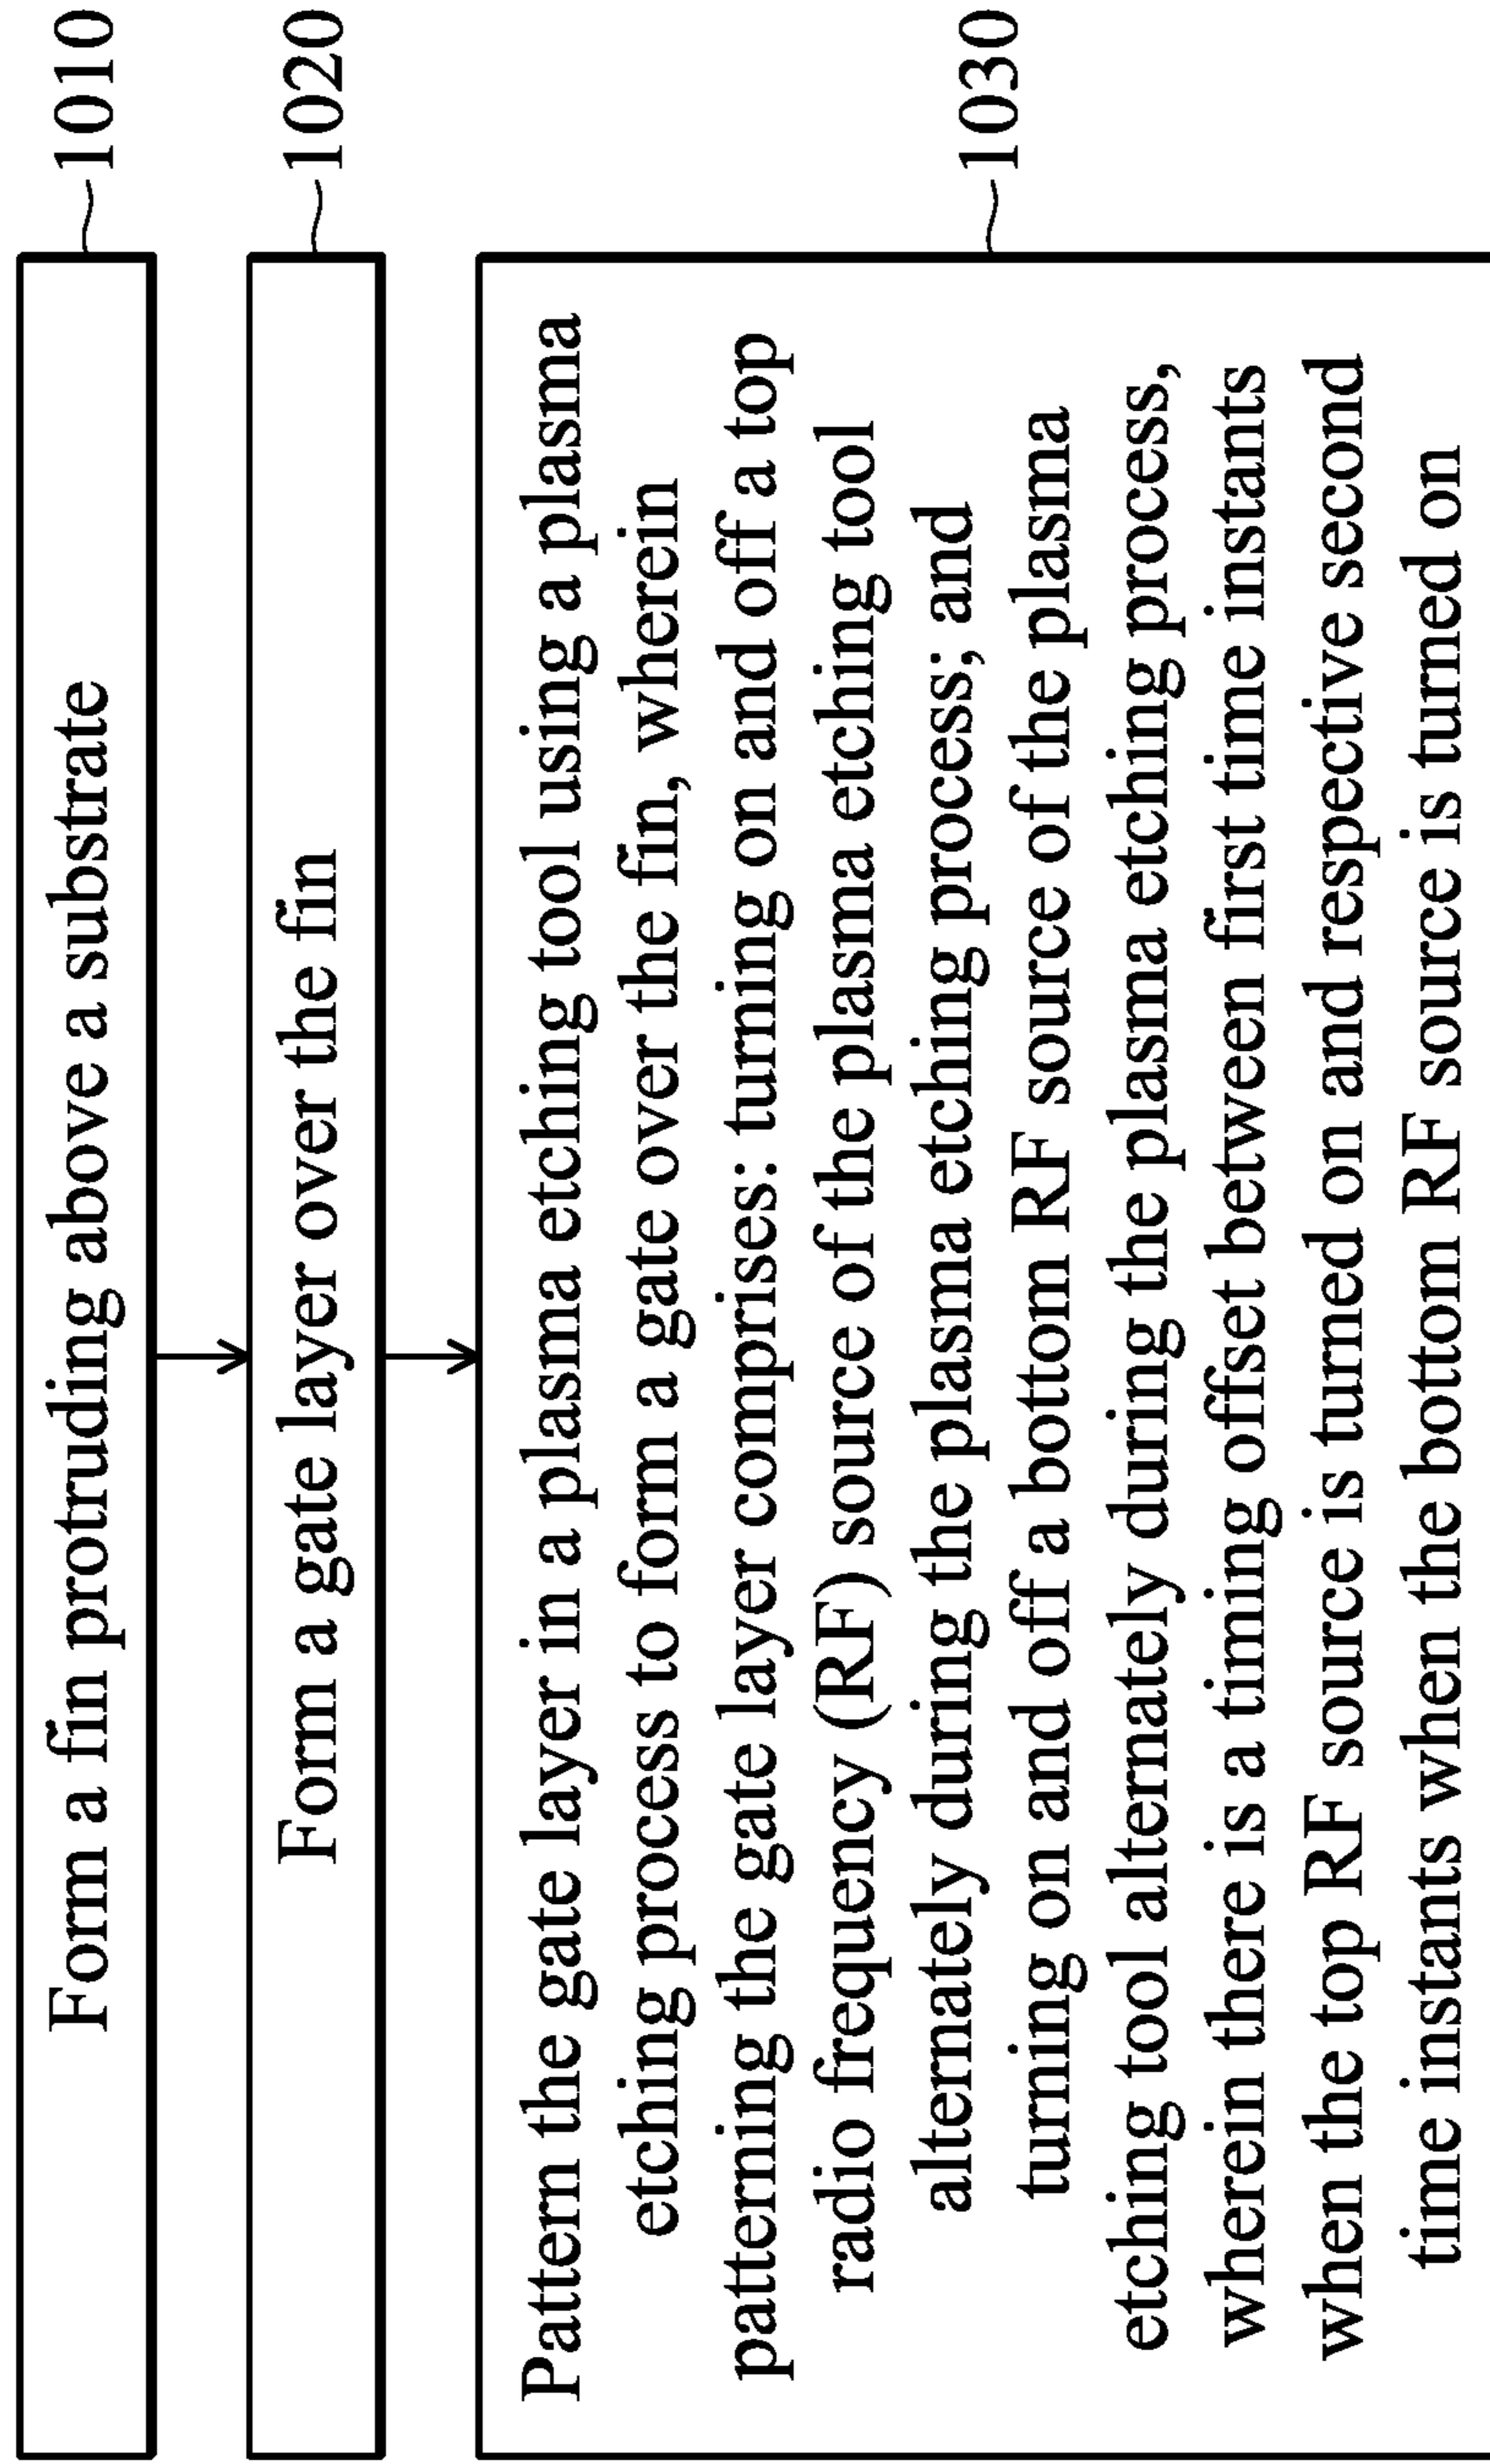 Form a fin protruding above a substrate
1010
Form a gate layer over the fin
1020
Pattern the gate layer in a plasma etching tool using a plasma
etching process to form a gate over the fin, wherein
patterning the gate layer comprises: turning on and off a top
radio frequency (RF) source of the plasma etching tool
alternately during the plasma etching process; and
turning on and off a bottom RF source of the plasma
etching tool alternately during the plasma etching process,
wherein there is a timing offset between first time instants
when the top RF source is turned on and respective second
time instants when the bottom RF source is turned on
1030